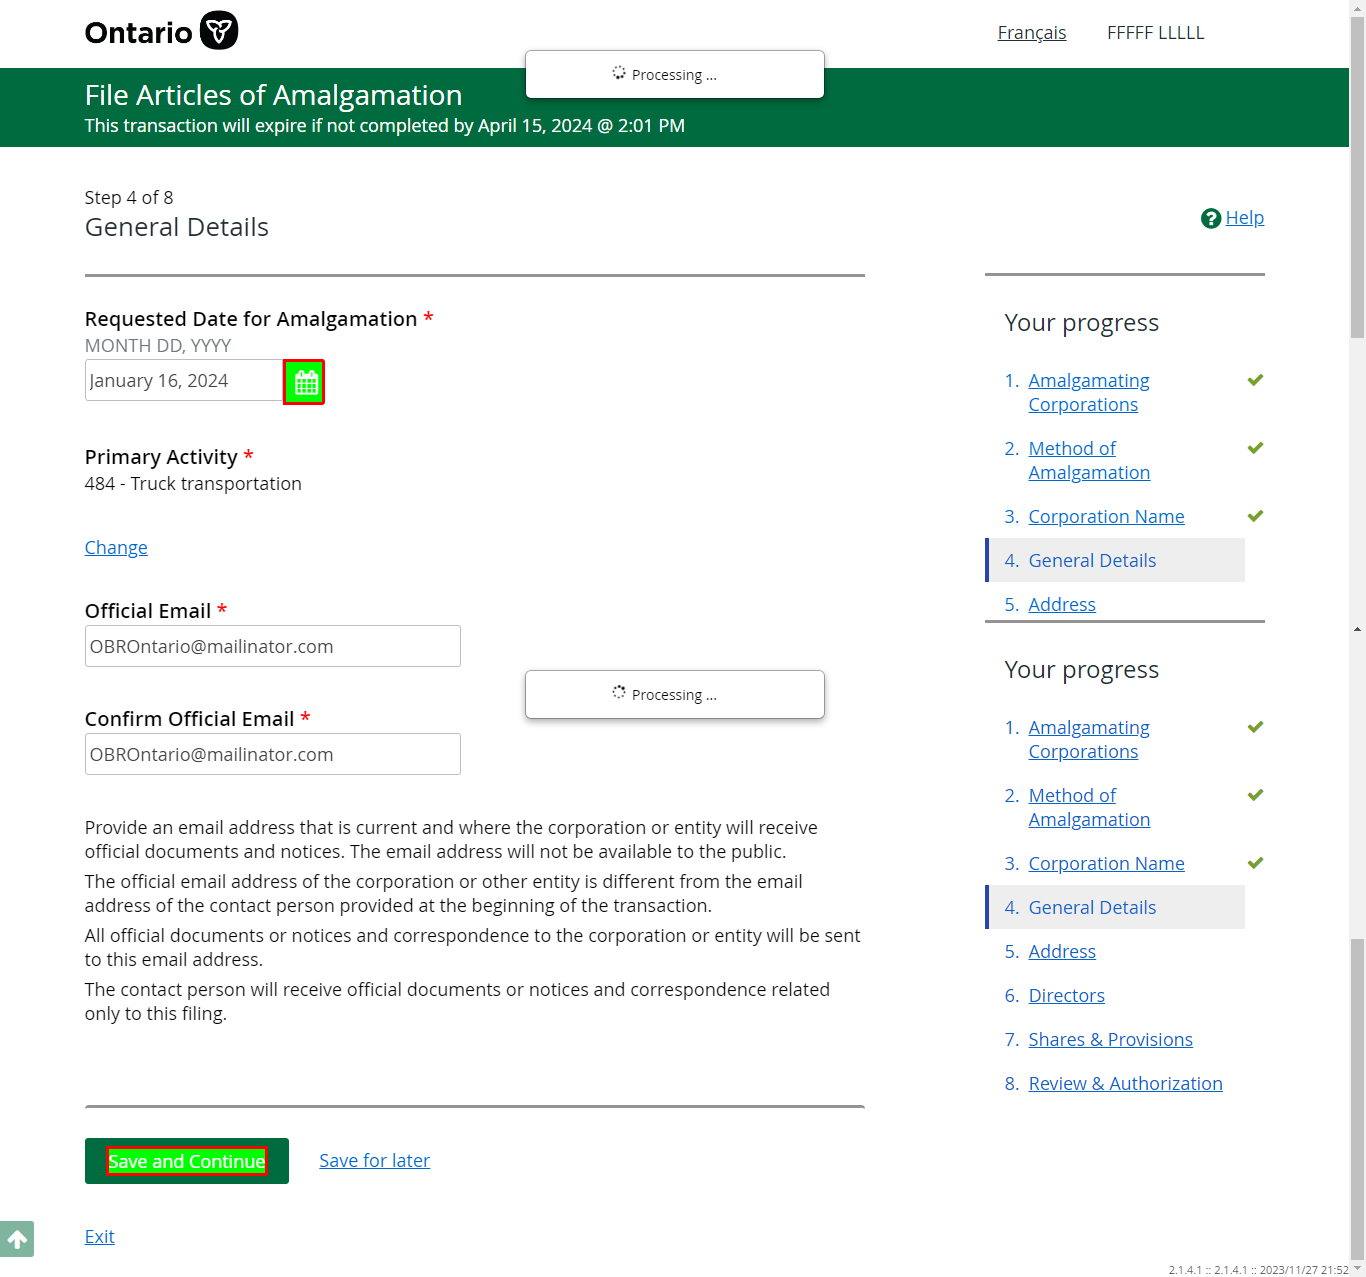 Ontario
Français
FFFFF LLLLL
Processing ...
File Articles of Amalgamation
This transaction will expire if not completed by April 15, 2024 @ 2:01 PM
Step 4 of 8
General Details
Help
Requested Date for Amalgamation *
MONTH DD, YYYY
January 16, 2024
Primary Activity *
484 - Truck transportation
Change
Official Email *
OBROntario@mailinator.com
Processing ...
Confirm Official Email *
OBROntario@mailinator.com
Provide an email address that is current and where the corporation or entity will receive
official documents and notices. The email address will not be available to the public.
The official email address of the corporation or other entity is different from the email
address of the contact person provided at the beginning of the transaction.
All official documents or notices and correspondence to the corporation or entity will be sent
to this email address.
The contact person will receive official documents or notices and correspondence related
only to this filing.
Save and Continue
Save for later
Exit
Your progress
1. Amalgamating
Corporations
2. Method of
Amalgamation
3. Corporation Name
4. General Details
5. Address
Your progress
1. Amalgamating
Corporations
2. Method of
Amalgamation
3. Corporation Name
4. General Details
5. Address
6. Directors
7. Shares & Provisions
8. Review & Authorization
2.1.4.1 :: 2.1.4.1 :: 2023/11/27 21:52